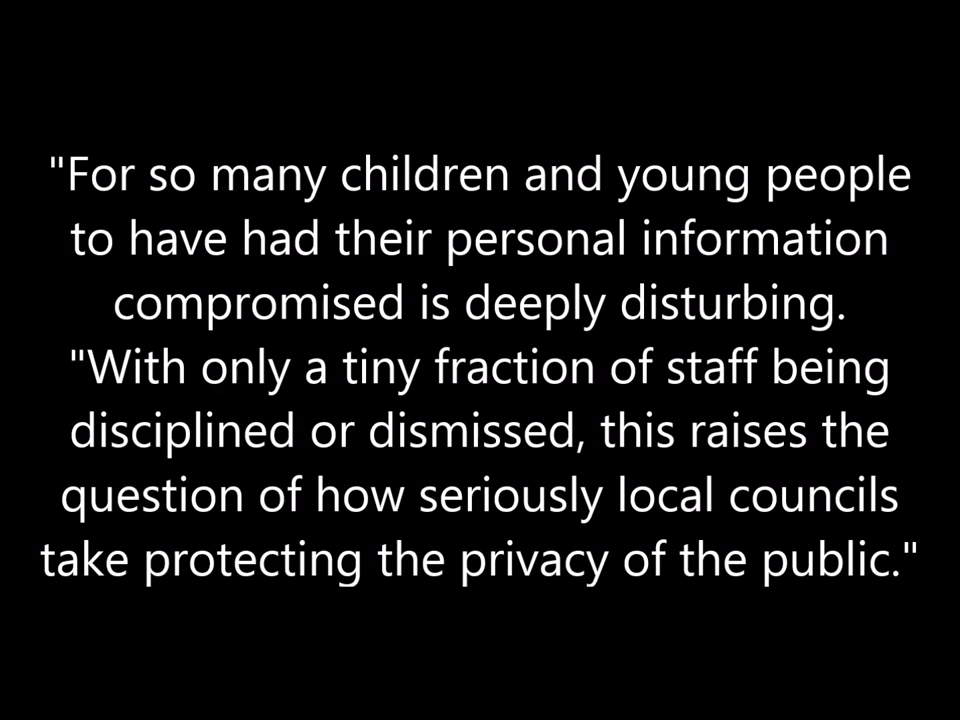 "For so many children and young people
to have had their personal information
compromised is deeply disturbing.
"With only a tiny fraction of staff being
disciplined or dismissed, this raises the
question of how seriously local councils
take protecting the privacy of the public."